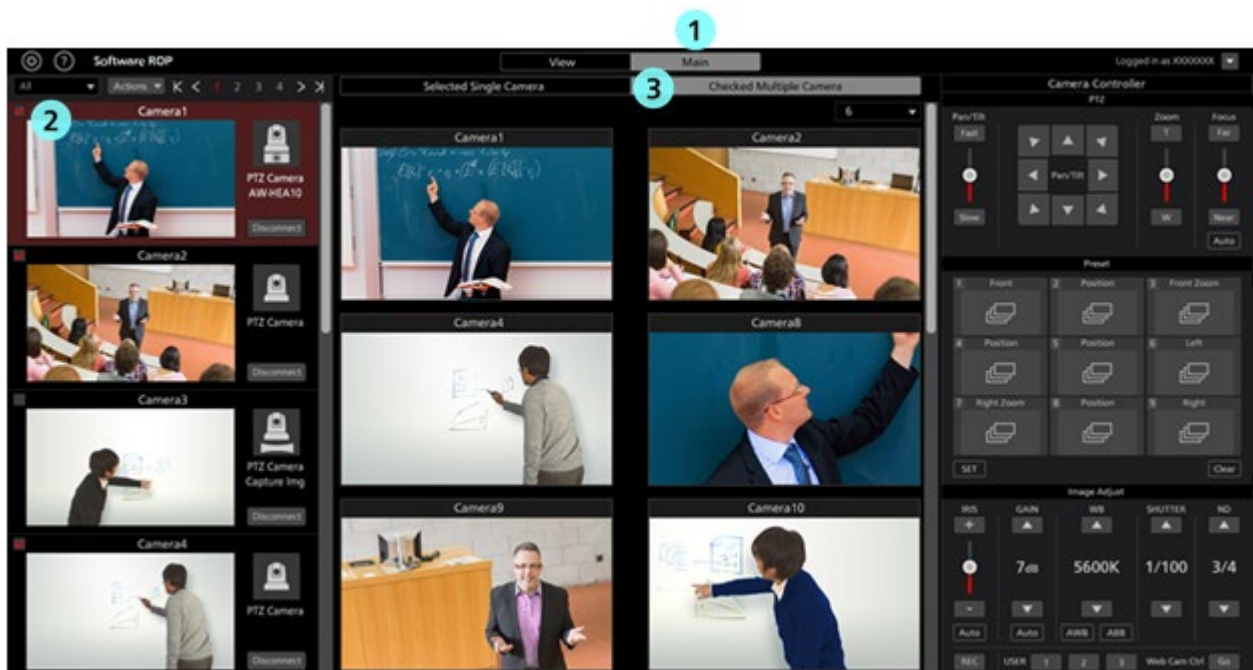 1
? Software ROP View Main Logged in as XXXXXXX
All Actions 1 2 3 4
Selected Single Camera 3 Checked Multiple Camera
6
2
Camera1
PTZ Camera
AW-HEA10
Disconnect
Camera2
PTZ Camera
Disconnect
Camera3
PTZ Camera
Capture Img
Disconnect
Camera4
PTZ Camera
Disconnect
Camera1
Camera2
Camera4
Camera8
Camera9
Camera10
Camera Controller
PTZ
Pan/Tilt Zoom Focus
Fast T Far
Pan/Tilt
Slow W Near
Auto
Preset
1 Front 2 Position 3 Front Zoom
4 Position 5 Position 6 Left
7 Right Zoom 8 Position 9 Right
SET Clear
Image Adjust
IRIS GAIN WB SHUTTER ND
+
7dB 5600K 1/100 3/4
-
Auto Auto AWB ABB
REC USER 1 2 3 Web Cam Ctrl Go